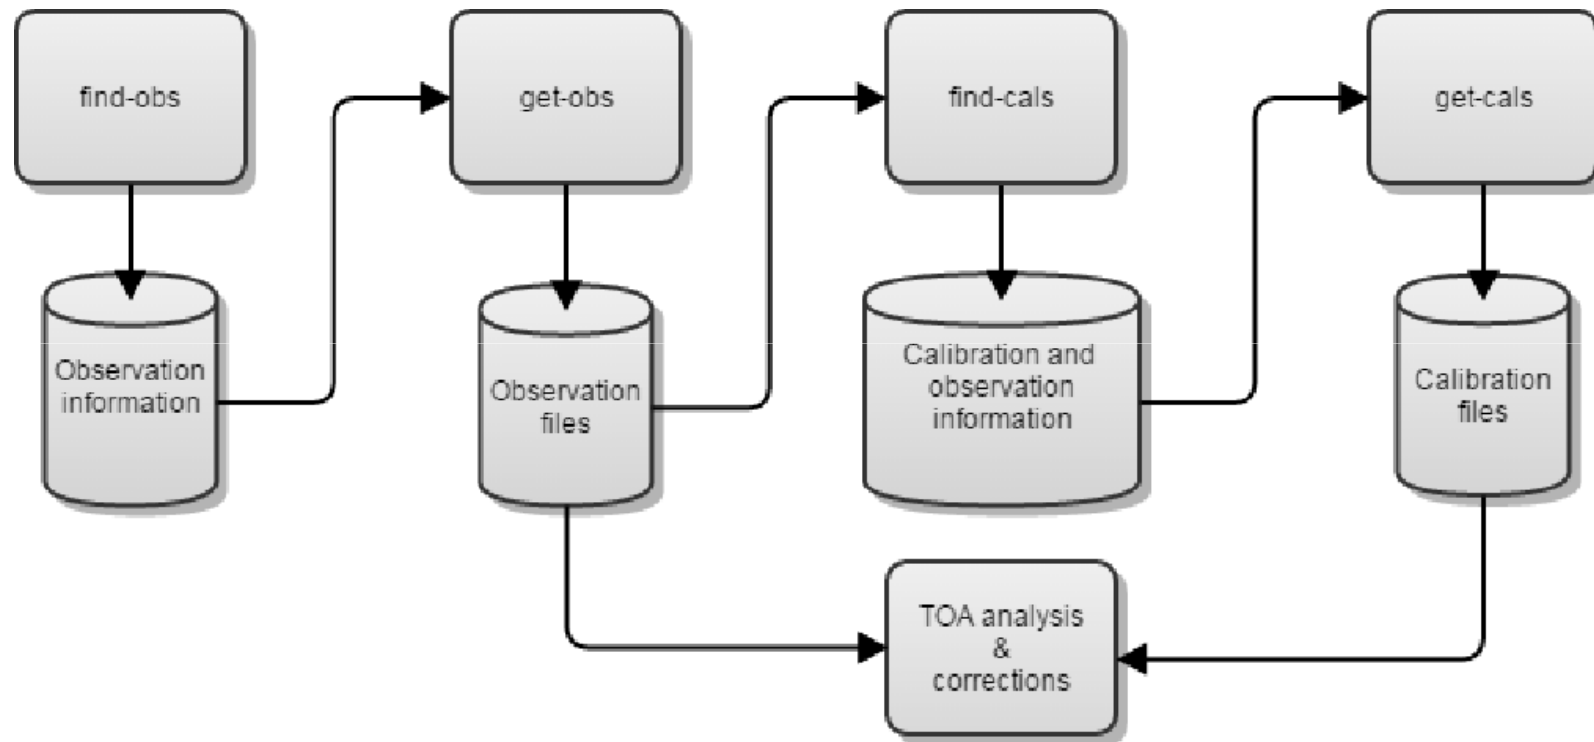 find-obs
get-obs
find-cals
get-cals
Observation
information
Observation
files
Calibration and
observation
information
Calibration
files
TOA analysis
&
corrections